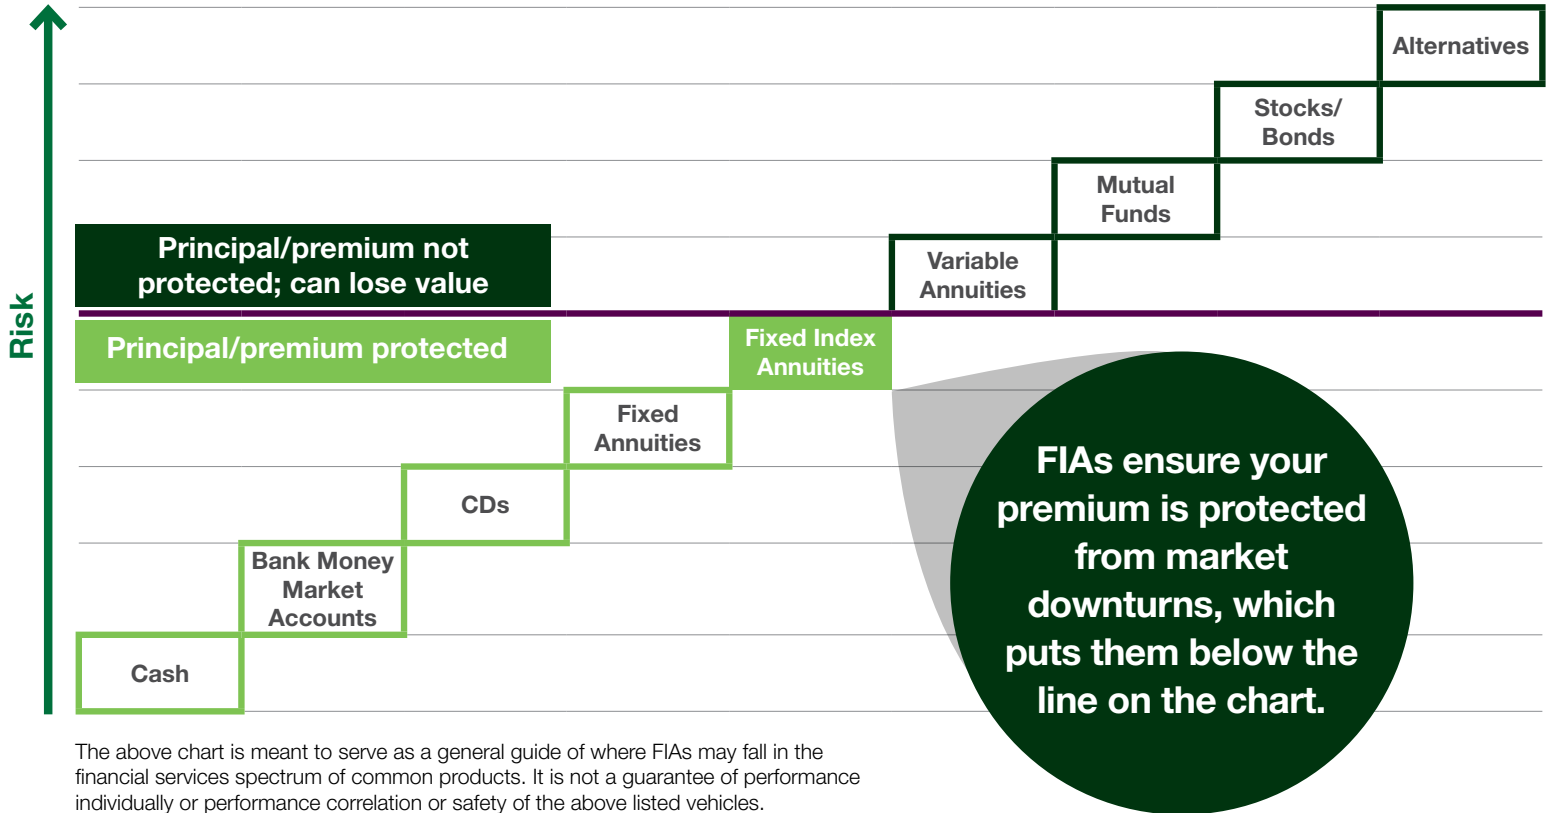 Risk
Alternatives
Stocks/
Bonds
Mutual
Funds
Principal/premium not
protected; can lose value
Variable
Annuities
Principal/premium protected
Fixed Index
Annuities
Fixed
Annuities
CDs
Bank Money
Market
Accounts
Cash
FIAs ensure your
premium is protected
from market
downturns, which
puts them below the
line on the chart.
The above chart is meant to serve as a general guide of where FIAs may fall in the
financial services spectrum of common products. It is not a guarantee of performance
individually or performance correlation or safety of the above listed vehicles.